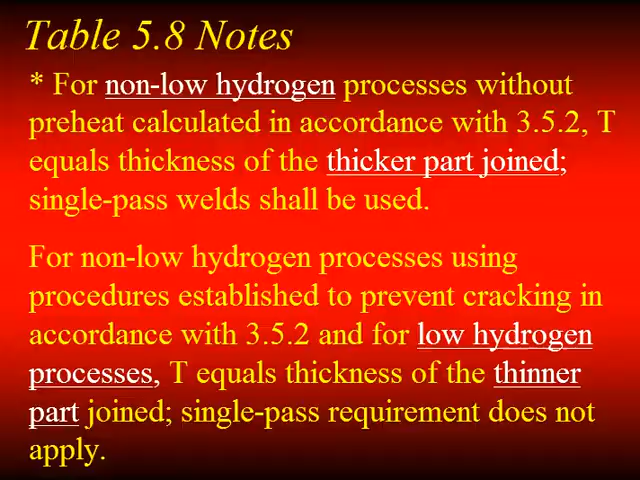 Table 5.8 Notes
* For non-low hydrogen processes without
preheat calculated in accordance with 3.5.2, T
equals thickness of the thicker part joined;
single-pass welds shall be used.
For non-low hydrogen processes using
procedures established to prevent cracking in
accordance with 3.5.2 and for low hydrogen
processes, T equals thickness of the thinner
part joined; single-pass requirement does not
apply.